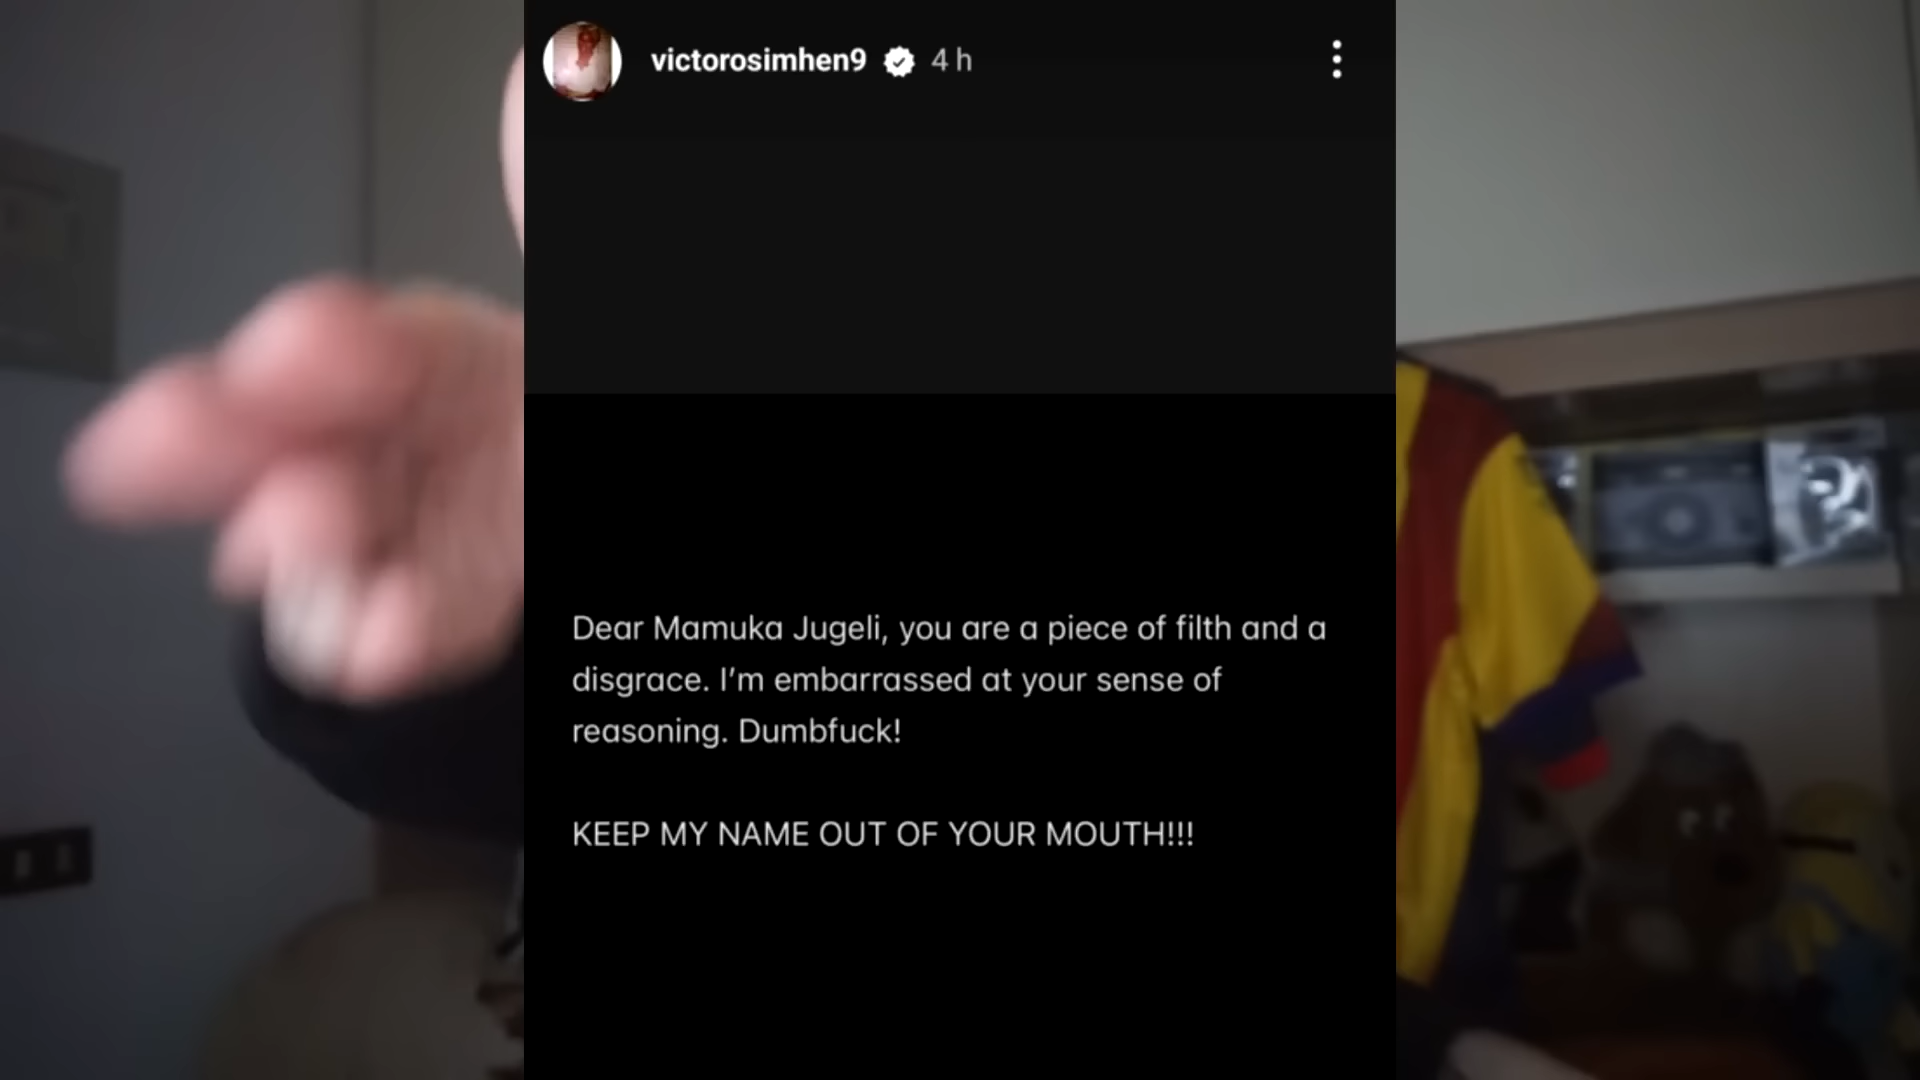 victorosimhen9 4 h
Dear Mamuka Jugeli, you are a piece of filth and a
disgrace. I’m embarrassed at your sense of
reasoning. Dumbfuck!
KEEP MY NAME OUT OF YOUR MOUTH!!!